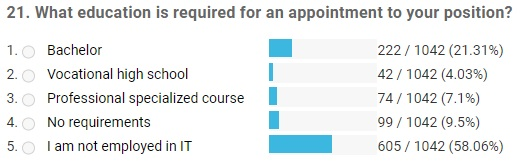 21. What education is required for an appointment to your position?
1. Bachelor 222 / 1042 (21.31%)
2. Vocational high school 42 / 1042 (4.03%)
3. Professional specialized course 74 / 1042 (7.1%)
4. No requirements 99 / 1042 (9.5%)
5. I am not employed in IT 605 / 1042 (58.06%)